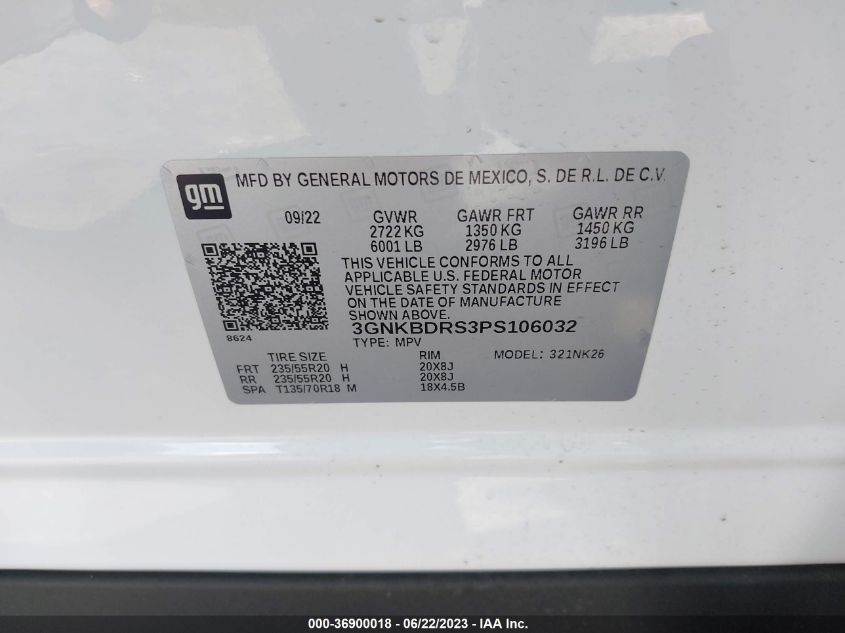 gm MFD BY GENERAL MOTORS DE MEXICO, S. DE R.L. DE C.V.
09/22 GVWR GAWR FRT GAWR RR
2722 KG 1350 KG 1450 KG
6001 LB 2976 LB 3196 LB
THIS VEHICLE CONFORMS TO ALL
APPLICABLE U.S. FEDERAL MOTOR
VEHICLE SAFETY STANDARDS IN EFFECT
ON THE DATE OF MANUFACTURE
SHOWN ABOVE.
3GNKBDRS3PS106032
8624
TYPE: MPV MODEL: 321NK26
TIRE SIZE RIM
FRT 235/55R20 H 20X8J
RR 235/55R20 H 20X8J
SPA T135/70R18 M 18X4.5B
000-36900018 - 06/22/2023 - IAA Inc.